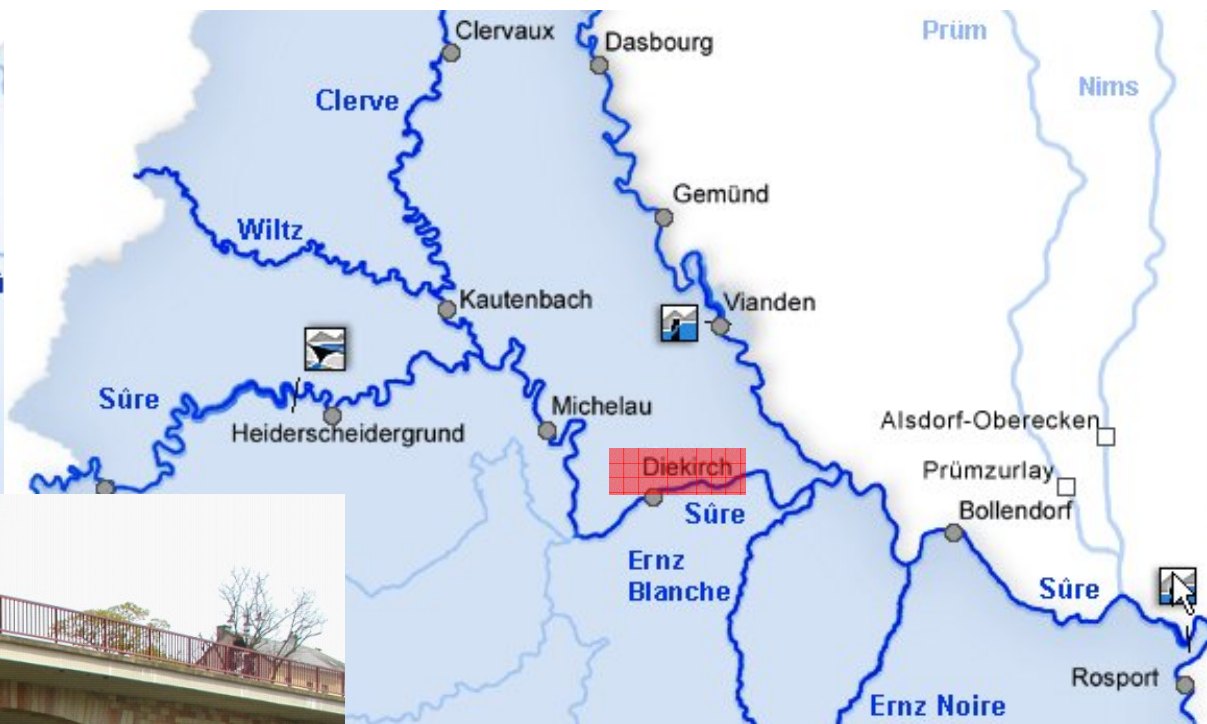 Clervaux
Dasbourg
Prüm
Nims
Clerve
Gemünd
Wiltz
Kautenbach
Vianden
Sûre
Heiderscheidergrund
Michelau
Alsdorf-Oberecken
Diekirch
Prümzurlay
Bollendorf
Sûre
Ernz
Blanche
Sûre
Rosport
Ernz Noire